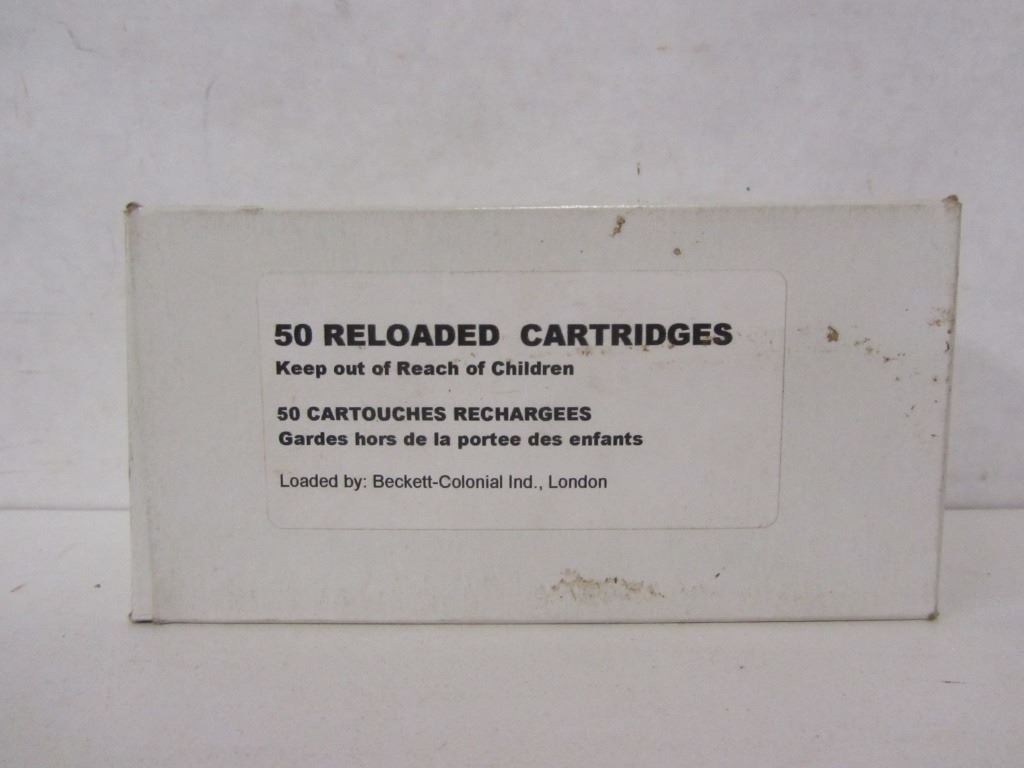 50 RELOADED CARTRIDGES
Keep out of Reach of Children
50 CARTOUCHES RECHARGEES
Gardes hors de la portee des enfants
Loaded by: Beckett-Colonial Ind., London